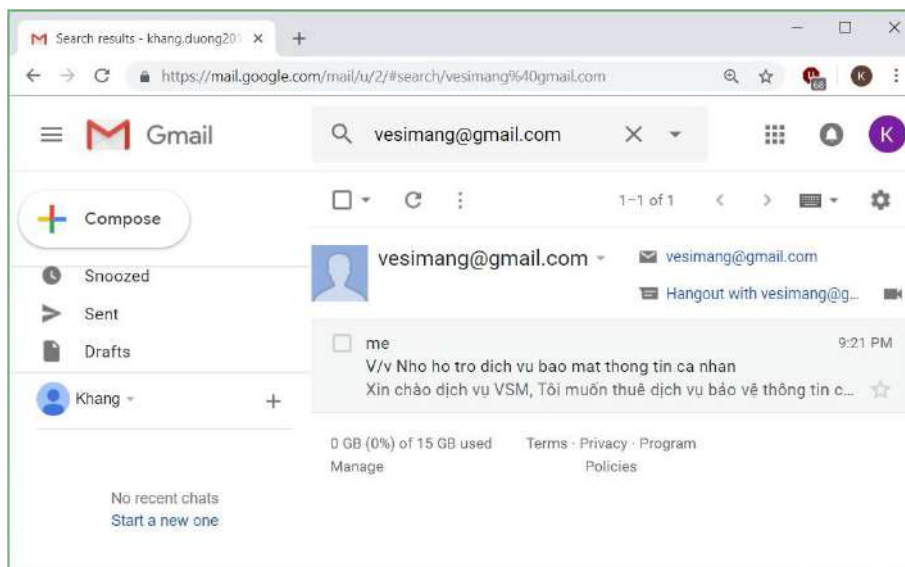 Search results - khang.duong201
https://mail.google.com/mail/u/2/#search/vesimang%40gmail.com
68
K
Gmail
vesimang@gmail.com
K
Compose
1–1 of 1
Snoozed
Sent
Drafts
Khang
vesimang@gmail.com
vesimang@gmail.com
Hangout with vesimang@g...
me
9:21 PM
V/v Nho ho tro dich vu bao mat thong tin ca nhan
Xin chào dịch vụ VSM, Tôi muốn thuê dịch vụ bảo vệ thông tin c...
0 GB (0%) of 15 GB used
Manage
Terms · Privacy · Program
Policies
No recent chats
Start a new one